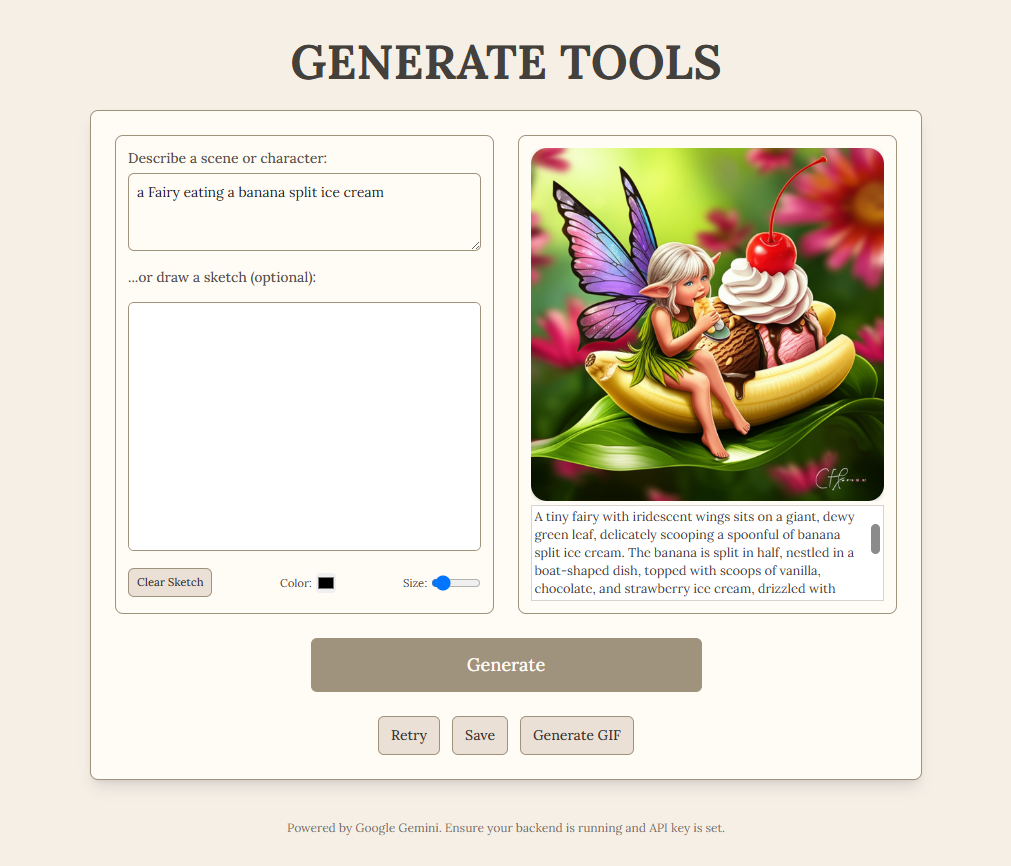 GENERATE TOOLS
Describe a scene or character:
a Fairy eating a banana split ice cream
...or draw a sketch (optional):
Clear Sketch
Color:
Size:
A tiny fairy with iridescent wings sits on a giant, dewy
green leaf, delicately scooping a spoonful of banana
split ice cream. The banana is split in half, nestled in a
boat-shaped dish, topped with scoops of vanilla,
chocolate, and strawberry ice cream, drizzled with
Generate
Retry
Save
Generate GIF
Powered by Google Gemini. Ensure your backend is running and API key is set.